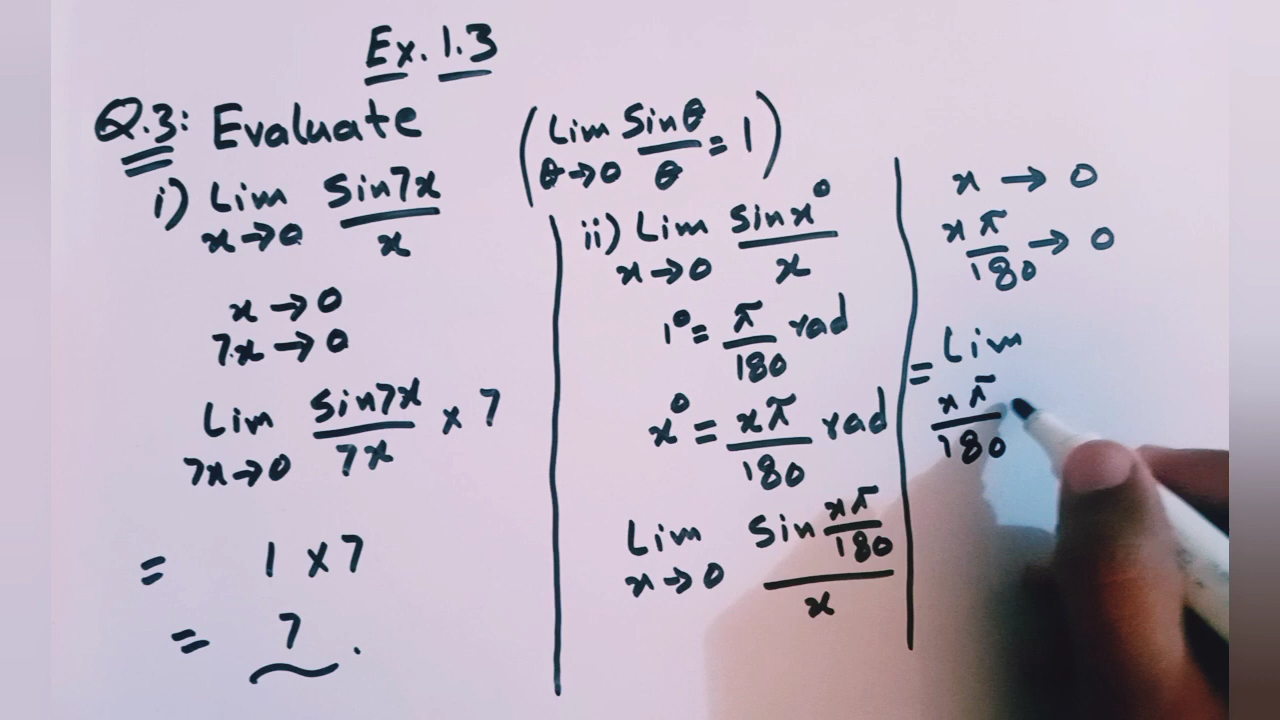 Ex. 1.3
Q.3: Evaluate
(Lim θ→0 Sinθ/θ = 1)
i) Lim x→0 Sin7x/x
x → 0
7x → 0
Lim 7x→0 Sin7x/7x × 7
= 1 × 7
= 7.
ii) Lim x→0 Sin x°/x
1° = π/180 rad
x° = xπ/180 rad
Lim x→0 Sin xπ/180 / x
x → 0
xπ/180 → 0
= Lim
xπ/180